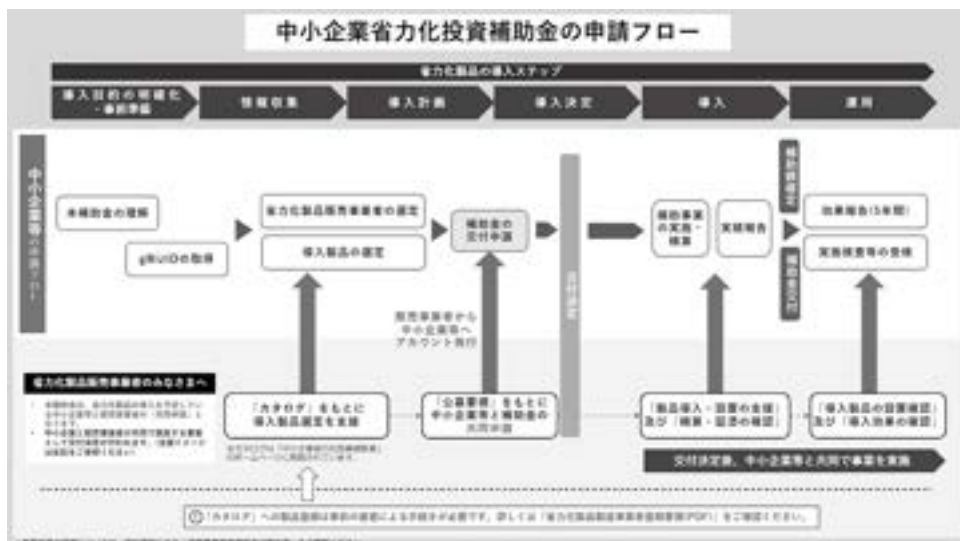 中小企業省力化投資補助金の申請フロー
省力化製品の導入ステップ
導入目的の明確化
・事前準備
情報収集
導入計画
導入決定
導入
運用
中小企業等の
本補助金の理解
gBizIDの取得
省力化製品販売事業者の選定
導入製品の選定
補助金の
交付申請
補助事業
の実施・
精算
実績報告
補助額確定
補助金交付
効果報告(5年間)
実施検査等の受検
販売事業者から
中小企業等へ
アカウント発行
省力化製品販売事業者のみなさまへ
「カタログ」をもとに
導入製品選定を支援
「公募要領」をもとに
中小企業等と補助金の
共同申請
「製品導入・設置の支援」
及び「精算・証憑の確認」
「導入製品の設置確認」
及び「導入効果の確認」
交付決定後、中小企業等と共同で事業を実施
「カタログ」への製品登録は事前の
による手続きが必要です。詳しくは「省力化製品製造事業者登録要領(PDF)」をご確認ください。